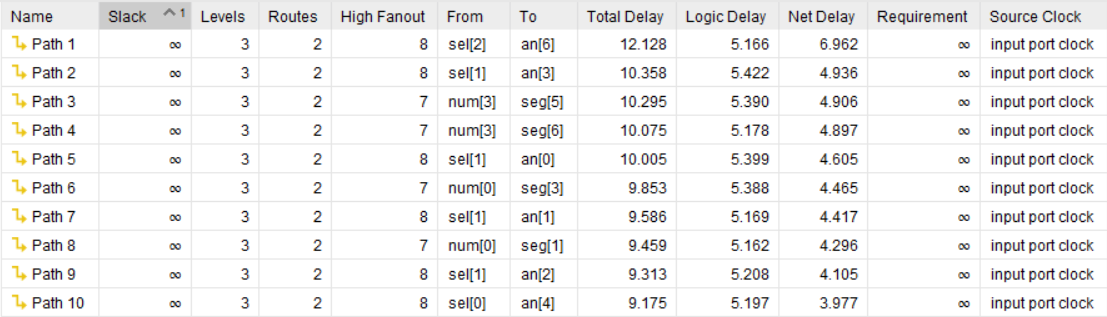 Name Slack 1 Levels Routes High Fanout From To Total Delay Logic Delay Net Delay Requirement Source Clock
Path 1 ∞ 3 2 8 sel[2] an[6] 12.128 5.166 6.962 ∞ input port clock
Path 2 ∞ 3 2 8 sel[1] an[3] 10.358 5.422 4.936 ∞ input port clock
Path 3 ∞ 3 2 7 num[3] seg[5] 10.295 5.390 4.906 ∞ input port clock
Path 4 ∞ 3 2 7 num[3] seg[6] 10.075 5.178 4.897 ∞ input port clock
Path 5 ∞ 3 2 8 sel[1] an[0] 10.005 5.399 4.605 ∞ input port clock
Path 6 ∞ 3 2 7 num[0] seg[3] 9.853 5.388 4.465 ∞ input port clock
Path 7 ∞ 3 2 8 sel[1] an[1] 9.586 5.169 4.417 ∞ input port clock
Path 8 ∞ 3 2 7 num[0] seg[1] 9.459 5.162 4.296 ∞ input port clock
Path 9 ∞ 3 2 8 sel[1] an[2] 9.313 5.208 4.105 ∞ input port clock
Path 10 ∞ 3 2 8 sel[0] an[4] 9.175 5.197 3.977 ∞ input port clock